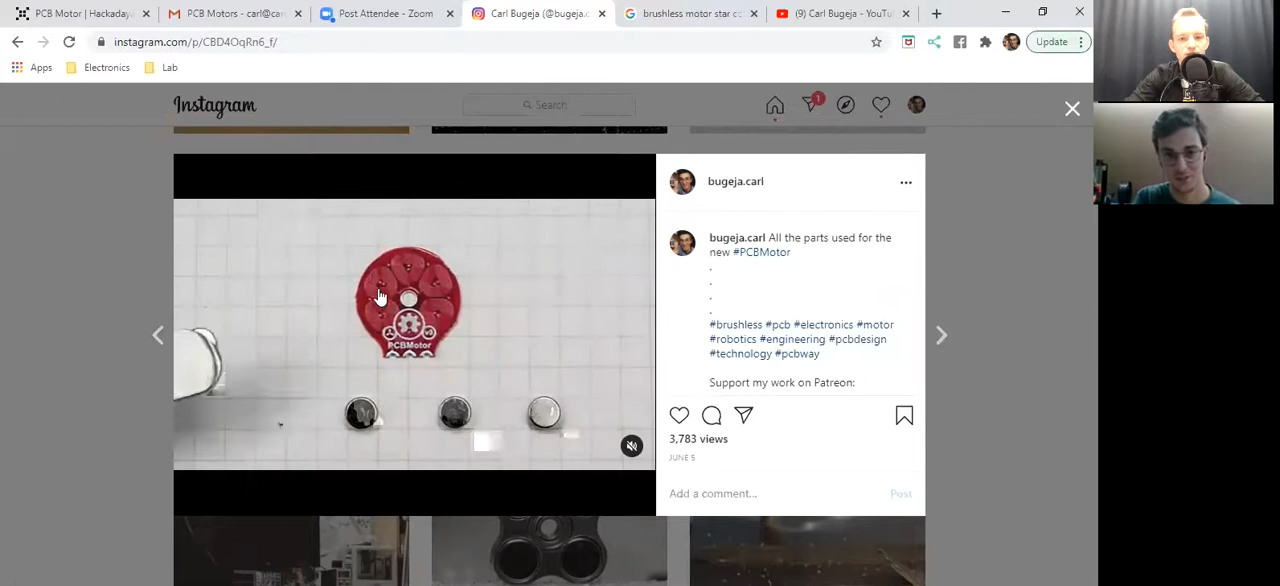 PCB Motor | Hackaday
PCB Motors - carl@car
Post Attendee - Zoom
Carl Bugeja (@bugeja.c
brushless motor star co
(9) Carl Bugeja - YouTu
instagram.com/p/CBD4OqRn6_f/
Update
Apps
Electronics
Lab
Instagram
Search
1
bugeja.carl
bugeja.carl All the parts used for the
new #PCBMotor
.
.
.
.
#brushless #pcb #electronics #motor
#robotics #engineering #pcbdesign
#technology #pcbway
Support my work on Patreon:
PCBMotor
3,783 views
JUNE 5
Add a comment...
Post